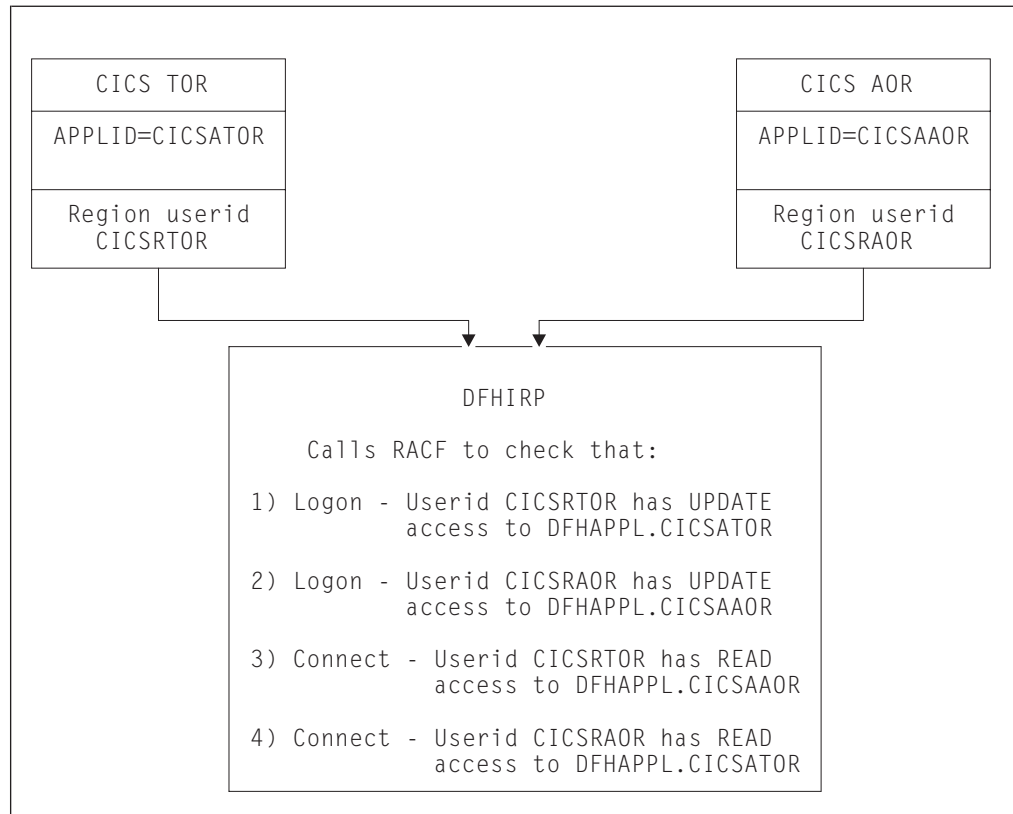 CICS TOR
APPLID=CICSATOR
Region userid
CICSRTOR
CICS AOR
APPLID=CICSAAOR
Region userid
CICSRAOR
DFHIRP
Calls RACF to check that:
1) Logon - Userid CICSRTOR has UPDATE
access to DFHAPPL.CICSATOR
2) Logon - Userid CICSRAOR has UPDATE
access to DFHAPPL.CICSAAOR
3) Connect - Userid CICSRTOR has READ
access to DFHAPPL.CICSAAOR
4) Connect - Userid CICSRAOR has READ
access to DFHAPPL.CICSATOR